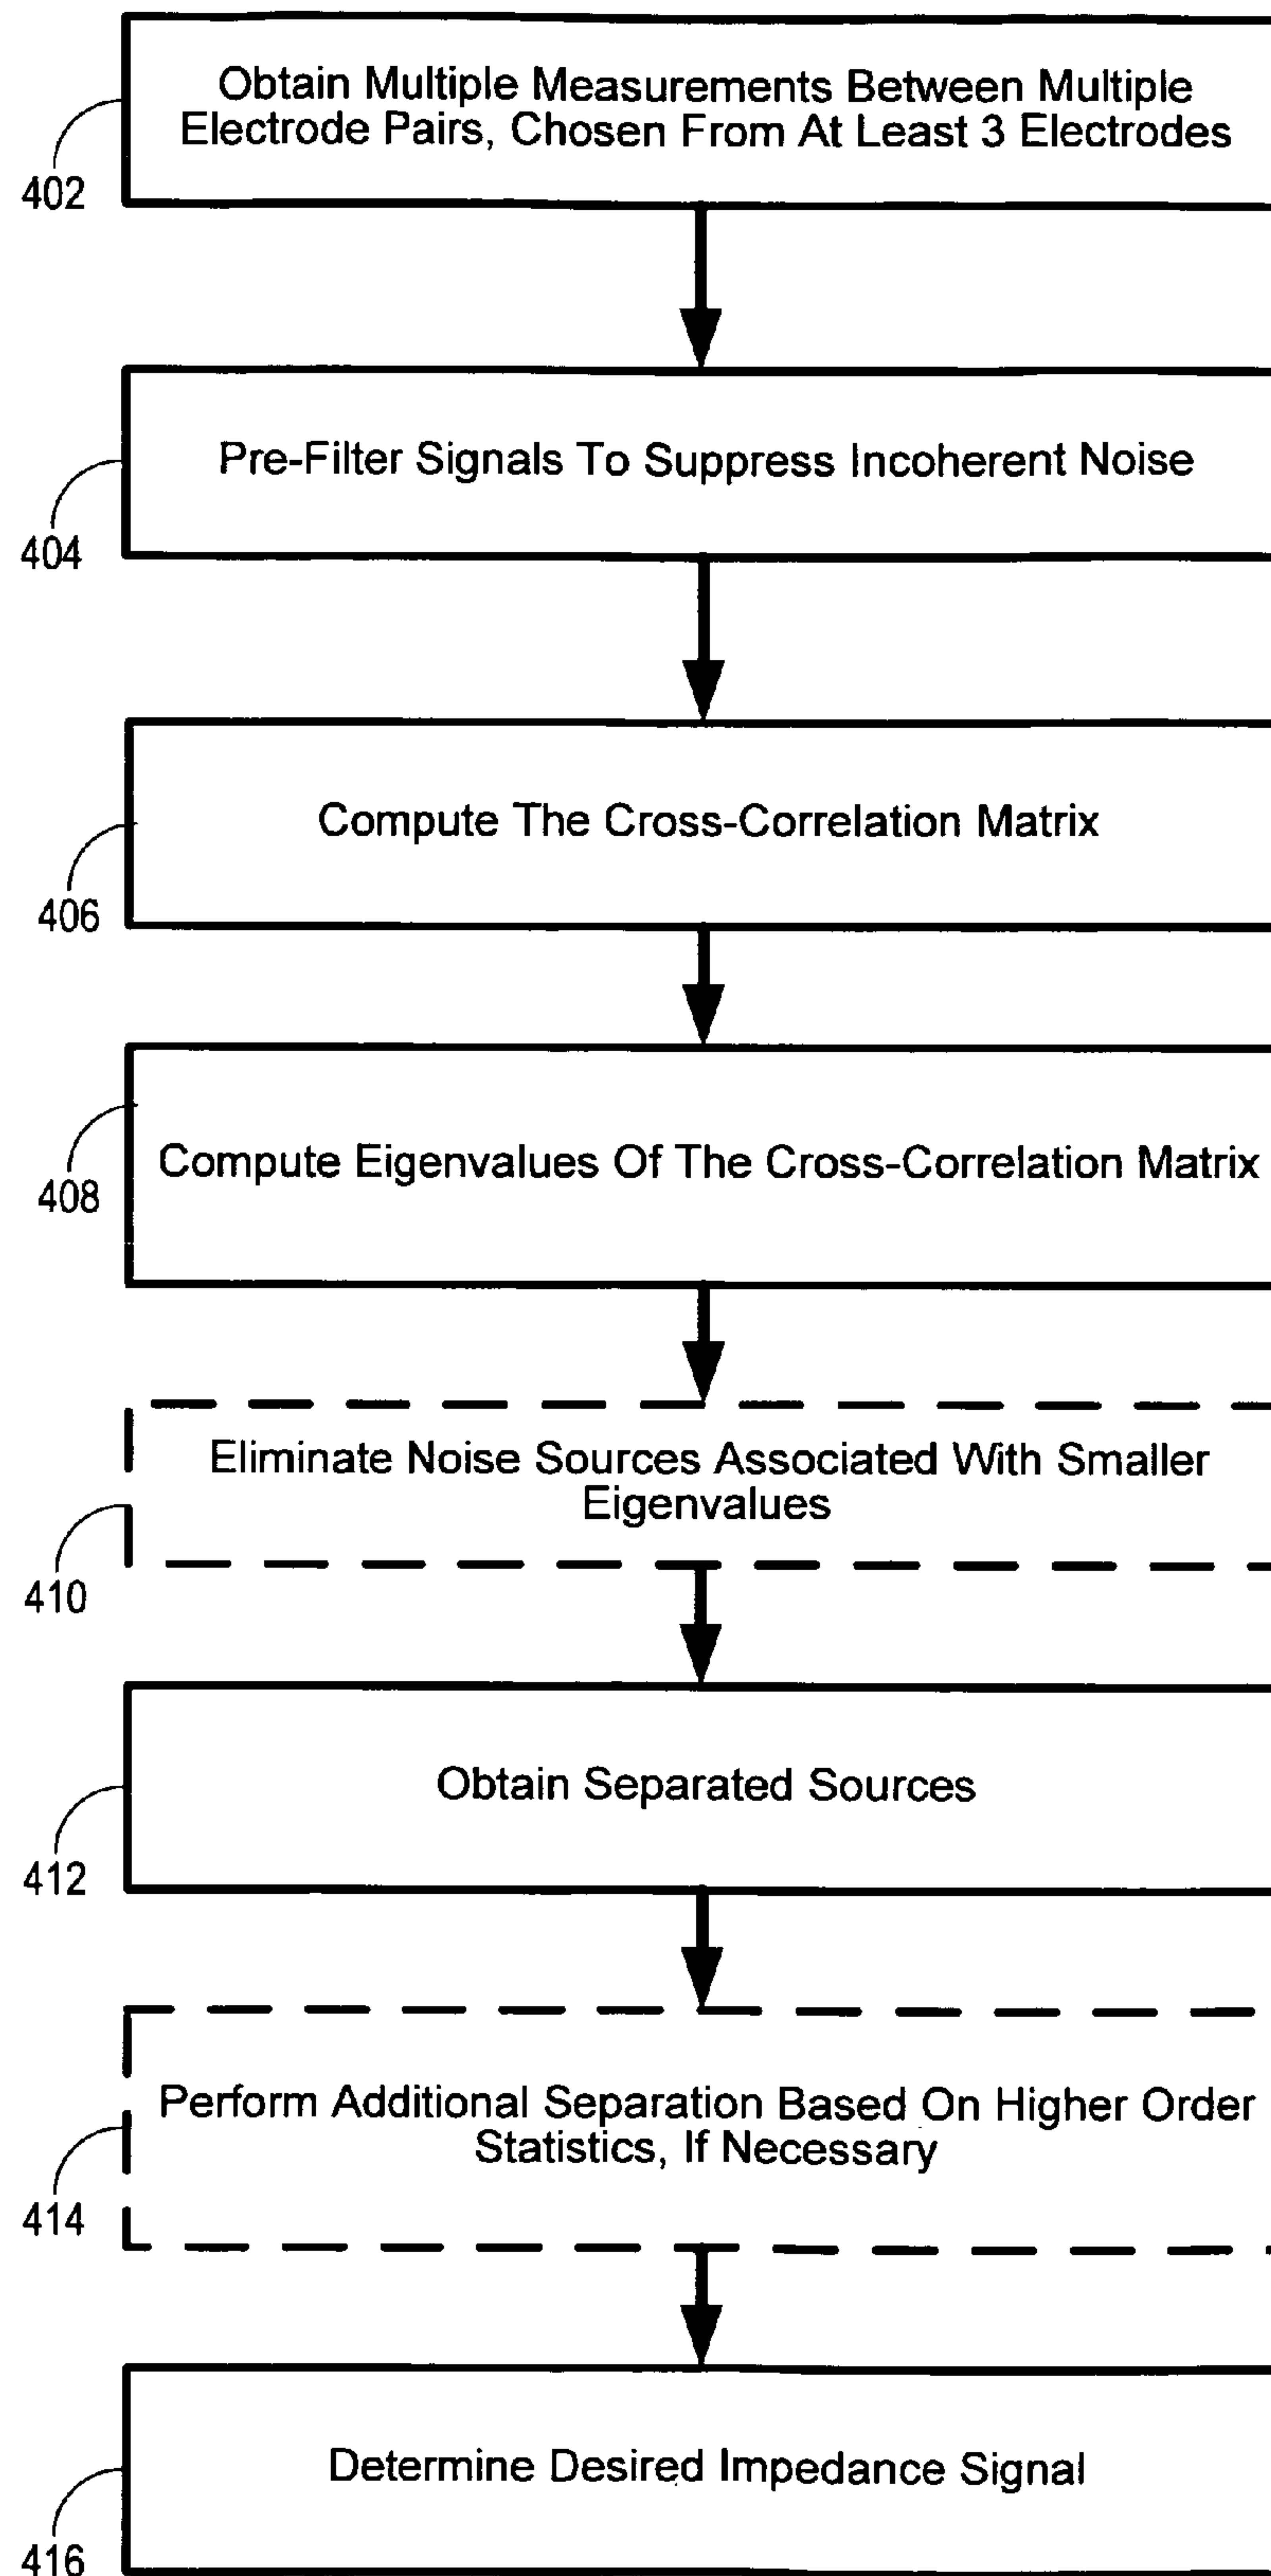 Obtain Multiple Measurements Between Multiple
Electrode Pairs, Chosen From At Least 3 Electrodes
402
Pre-Filter Signals To Suppress Incoherent Noise
404
Compute The Cross-Correlation Matrix
406
Compute Eigenvalues Of The Cross-Correlation Matrix
408
Eliminate Noise Sources Associated With Smaller
Eigenvalues
410
Obtain Separated Sources
412
Perform Additional Separation Based On Higher Order
Statistics, If Necessary
414
Determine Desired Impedance Signal
416